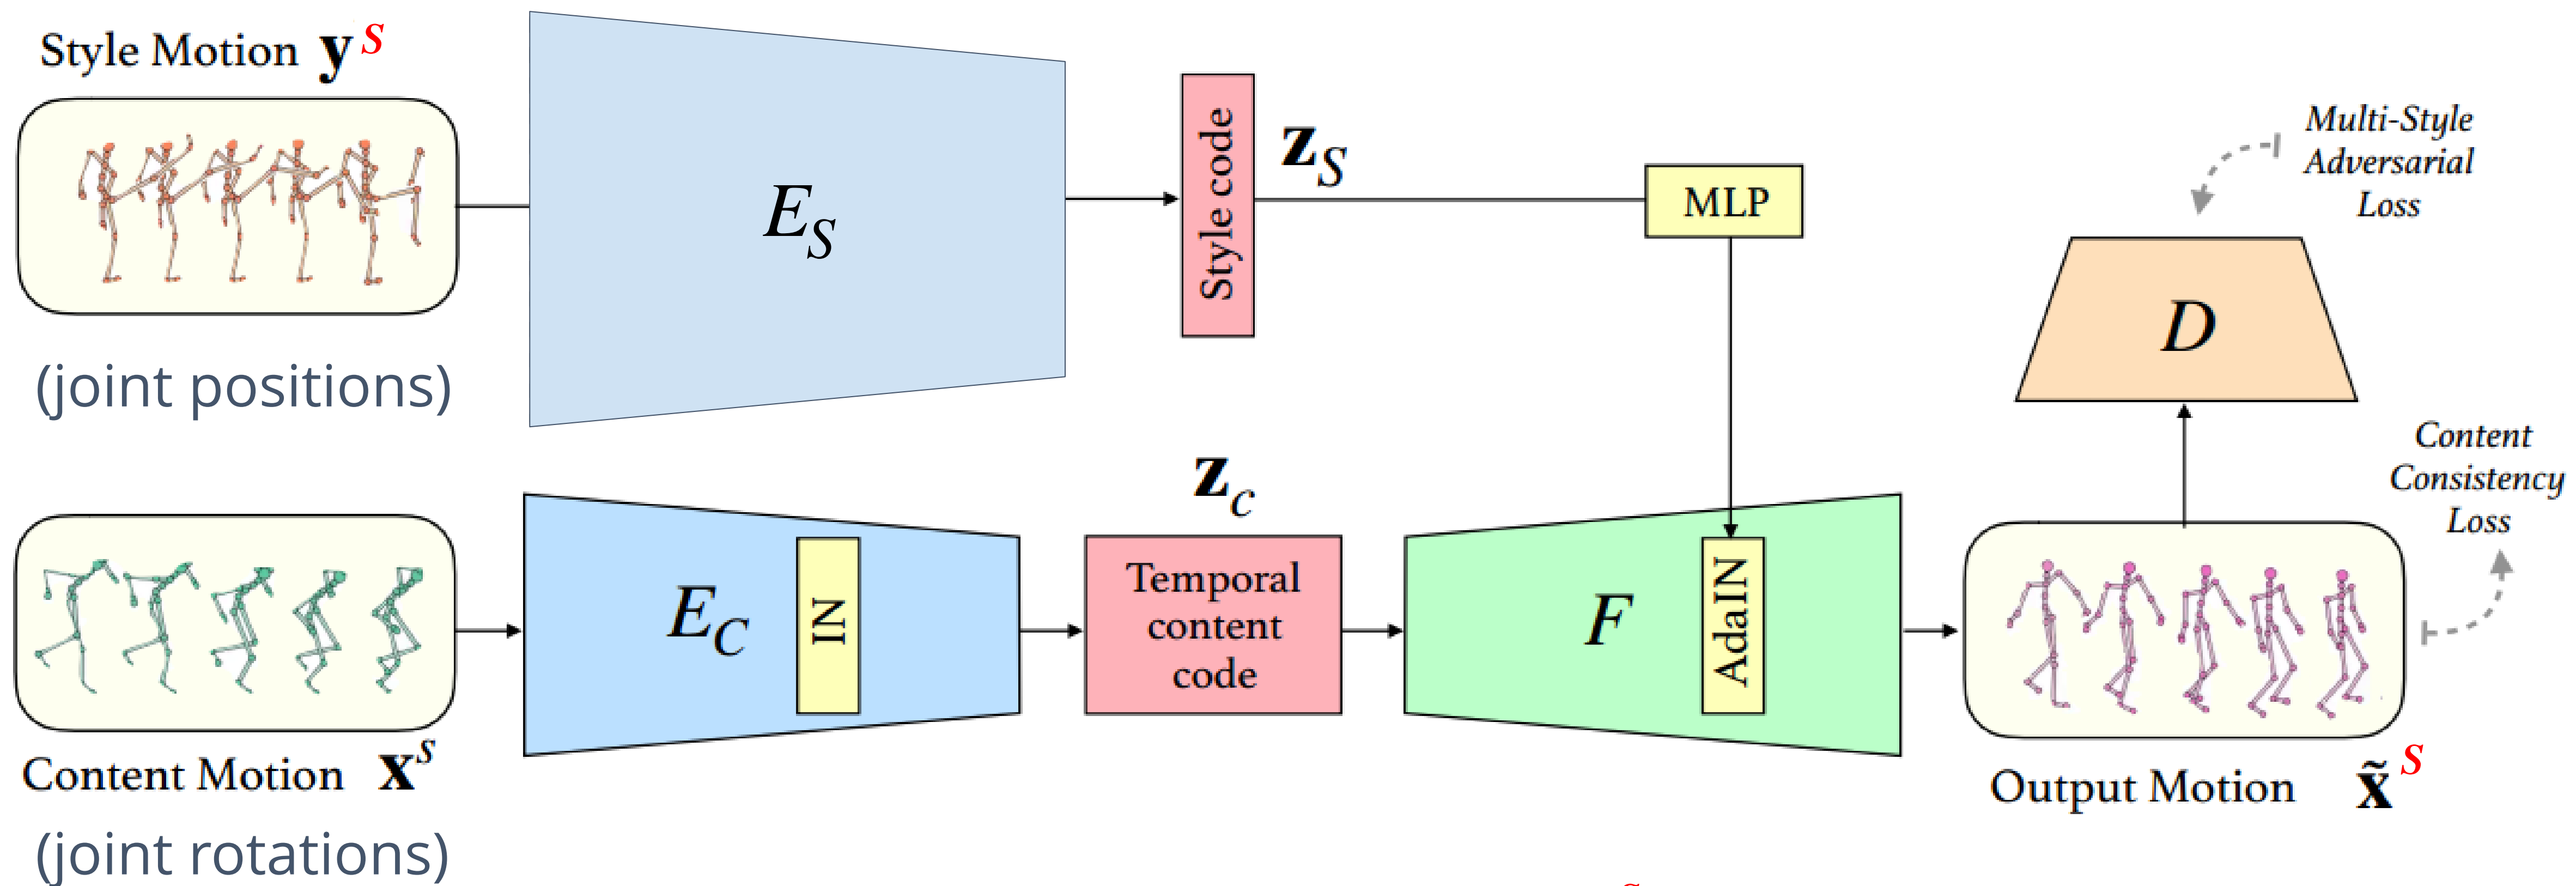 Style Motion y S
(joint positions)
E_S
Style code
z_S
MLP
Multi-Style
Adversarial
Loss
D
Content
Consistency
Loss
Content Motion x^s
(joint rotations)
E_C
IN
z_c
Temporal
content
code
F
AdaIN
Output Motion x̃ S